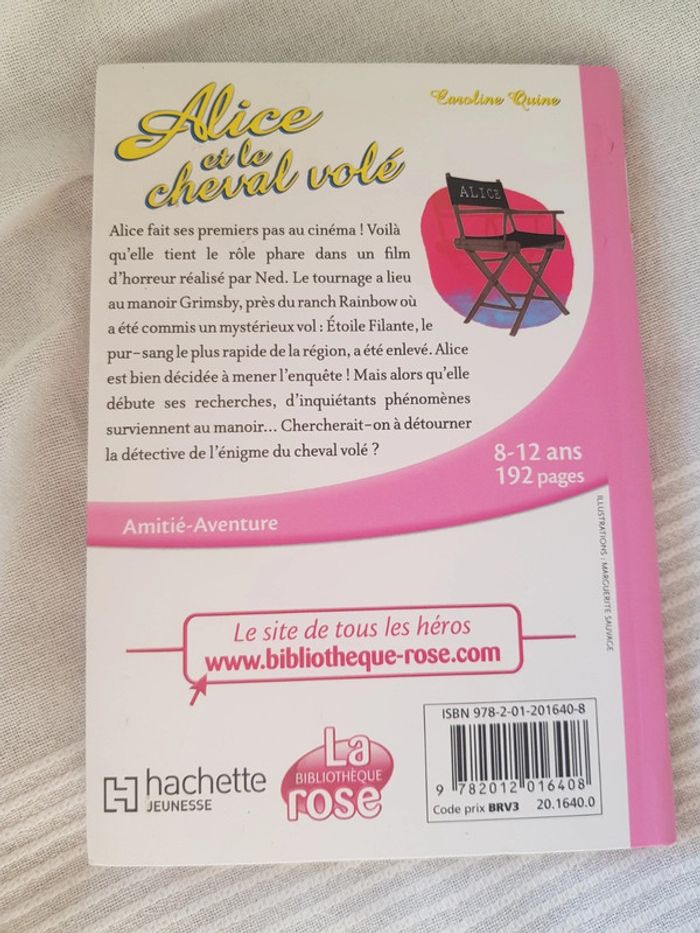 Alice
et le
cheval volé
Caroline Quine
ALICE
Alice fait ses premiers pas au cinéma ! Voilà
qu'elle tient le rôle phare dans un film
d'horreur réalisé par Ned. Le tournage a lieu
au manoir Grimsby, près du ranch Rainbow où
a été commis un mystérieux vol : Étoile Filante, le
pur-sang le plus rapide de la région, a été enlevé. Alice
est bien décidée à mener l'enquête ! Mais alors qu'elle
débute ses recherches, d'inquiétants phénomènes
surviennent au manoir... Chercherait-on à détourner
la détective de l'énigme du cheval volé ?
8-12 ans
192 pages
Amitié-Aventure
ILLUSTRATIONS : MARGUERITE SAUVAGE
Le site de tous les héros
www.bibliotheque-rose.com
hachette
JEUNESSE
La
BIBLIOTHÈQUE
rose
ISBN 978-2-01-201640-8
9 782012 016408
Code prix BRV3 20.1640.0